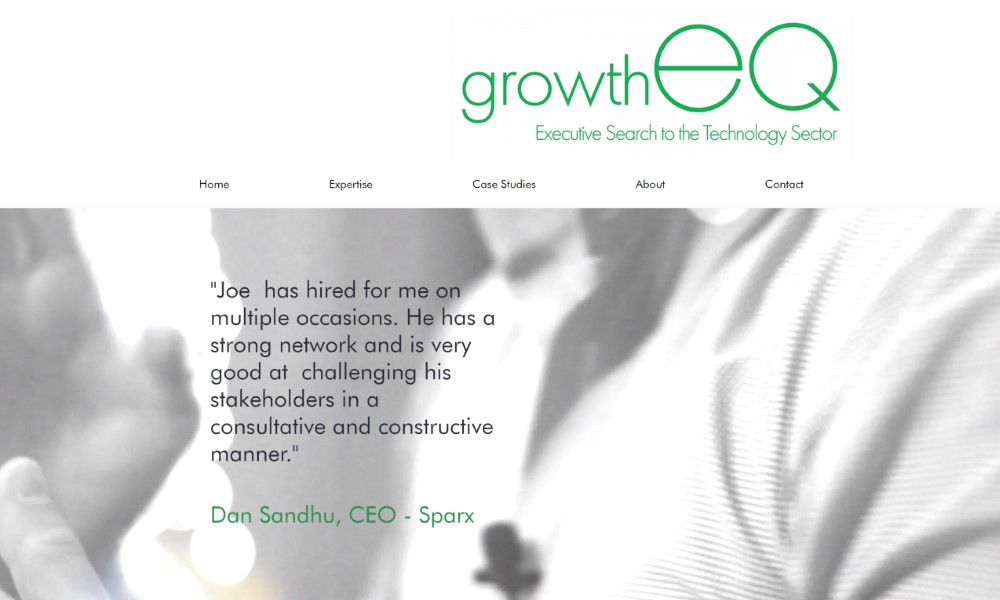 growtheQ
Executive Search to the Technology Sector
Home Expertise Case Studies About Contact
"Joe  has hired for me on
multiple occasions. He has a
strong network and is very
good at  challenging his
stakeholders in a
consultative and constructive
manner."
Dan Sandhu, CEO - Sparx